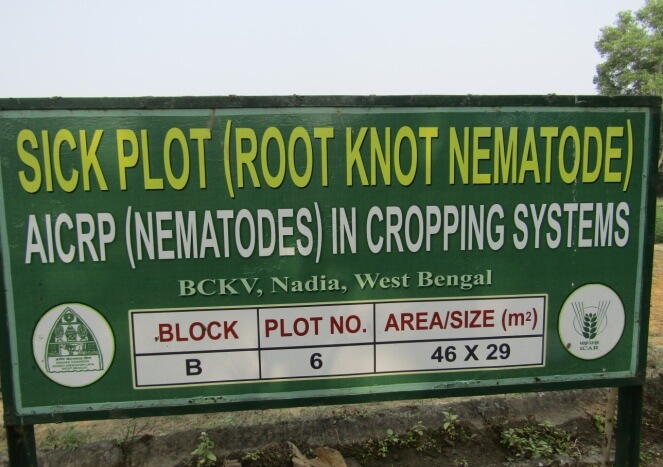 SICK PLOT (ROOT KNOT NEMATODE)
AICRP (NEMATODES) IN CROPPING SYSTEMS
BCKV, Nadia, West Bengal
BLOCK PLOT NO. AREA/SIZE (m²)
B 6 46 X 29
ICAR